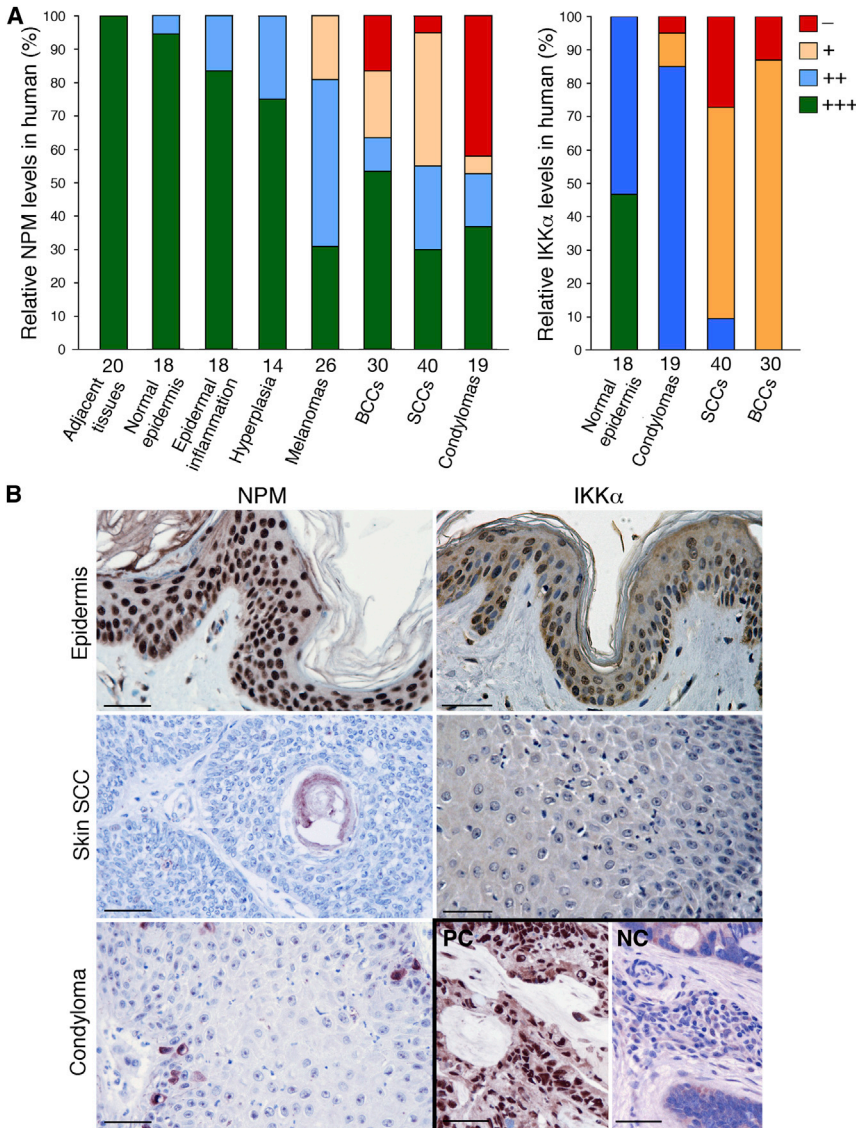 A
Relative NPM levels in human (%)
100
90
80
70
60
50
40
30
20
10
0
20 18 18 14 26 30 40 19
Adjacent
tissues
Normal
epidermis
Epidermal
inflammation
Hyperplasia
Melanomas
BCCs
SCCs
Condylomas
Relative IKKα levels in human (%)
100
90
80
70
60
50
40
30
20
10
0
18 19 40 30
Normal
epidermis
Condylomas
SCCs
BCCs
–
+
++
+++
B
NPM IKKα
Epidermis
Skin SCC
Condyloma
PC NC